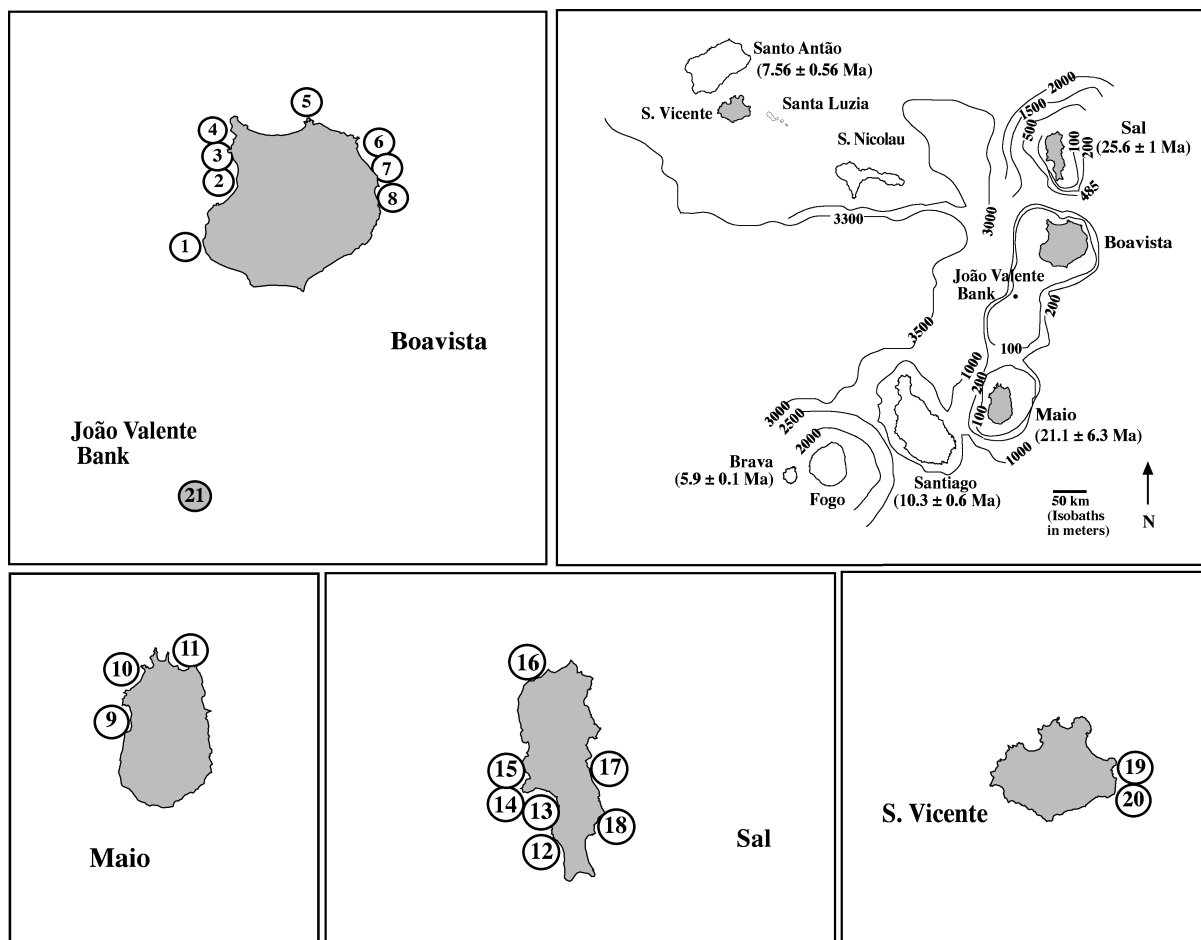 5
4
6
3
7
2
8
1
Boavista
João Valente
Bank
21
Santo Antão
(7.56 ± 0.56 Ma)
S. Vicente
Santa Luzia
S. Nicolau
2000
1500
500
Sal
100
200
(25.6 ± 1 Ma)
485
3300
3000
Boavista
João Valente
Bank
200
3500
100
1000
200
100
Maio
(21.1 ± 6.3 Ma)
1000
3000
2500
2000
Brava
(5.9 ± 0.1 Ma)
Fogo
Santiago
(10.3 ± 0.6 Ma)
50 km
(Isobaths
in meters)
N
11
10
9
Maio
16
15
17
14
13
18
12
Sal
19
20
S. Vicente